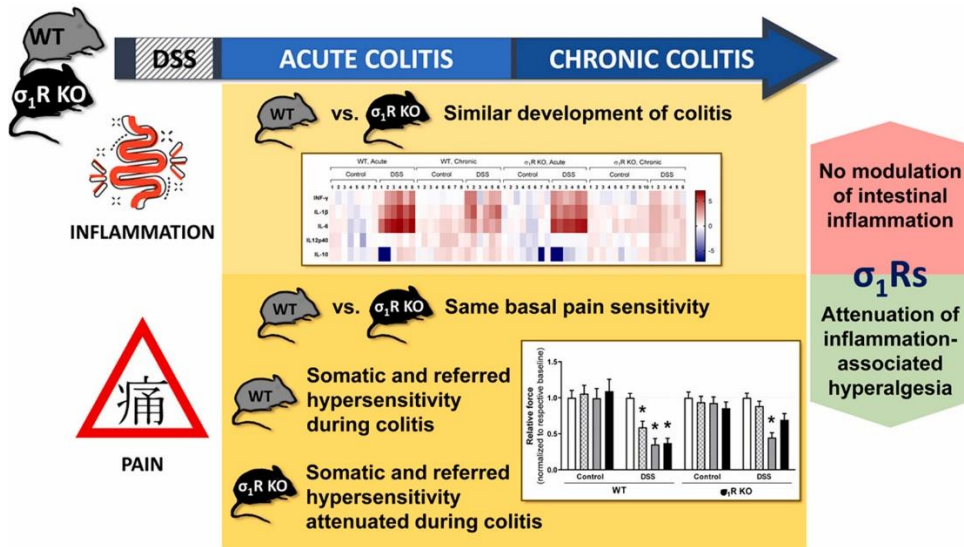 WT
σ₁R KO
DSS
ACUTE COLITIS
CHRONIC COLITIS
INFLAMMATION
WT
vs.
σ₁R KO
Similar development of colitis
WT, Acute
WT, Chronic
σ₁R KO, Acute
σ₁R KO, Chronic
Control
DSS
Control
DSS
Control
DSS
Control
DSS
INF-γ
IL-1β
IL-6
IL12p40
IL-10
5
0
-5
No modulation
of intestinal
inflammation
σ₁Rs
Attenuation of
inflammation-
associated
hyperalgesia
痛
PAIN
WT
vs.
σ₁R KO
Same basal pain sensitivity
WT
Somatic and referred
hypersensitivity
during colitis
σ₁R KO
Somatic and referred
hypersensitivity
attenuated during colitis
Relative force
(normalized to respective baseline)
1.5
1.0
0.5
0.0
*
*
*
*
Control
DSS
Control
DSS
WT
σ₁R KO